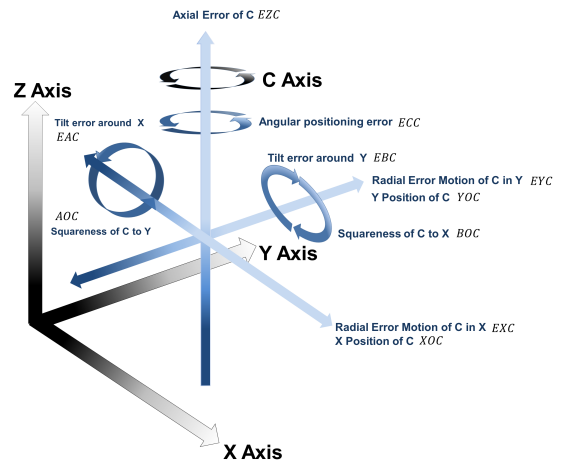 Axial Error of C EZC
C Axis
Z Axis
Tilt error around X
EAC
Angular positioning error ECC
Tilt error around Y EBC
Radial Error Motion of C in Y EYC
Y Position of C YOC
AOC
Squareness of C to Y
Squareness of C to X BOC
Y Axis
Radial Error Motion of C in X EXC
X Position of C XOC
X Axis